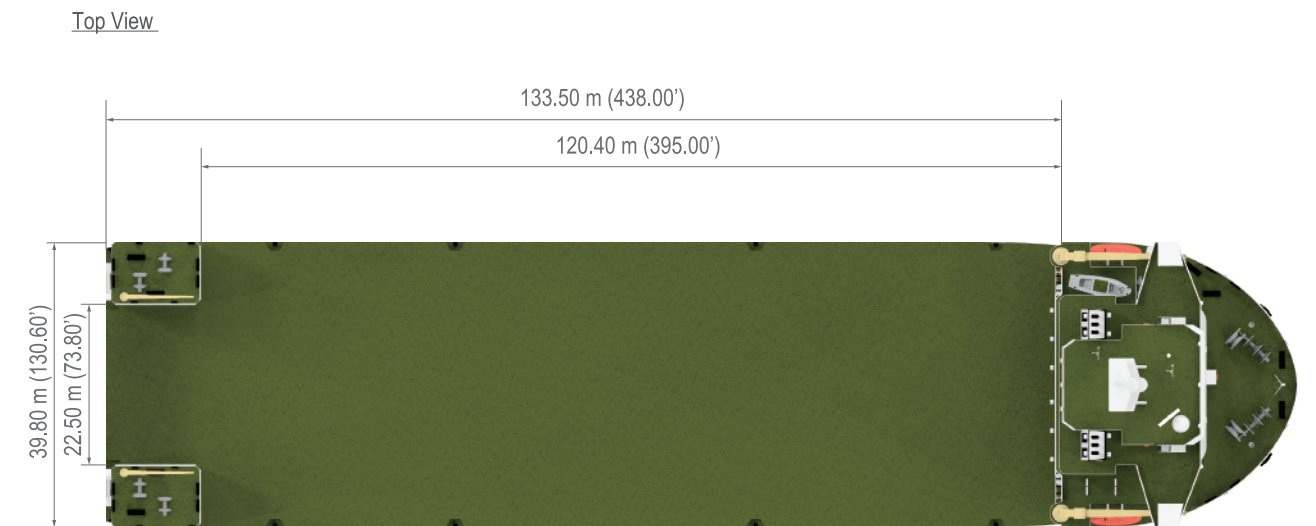 Top View
133.50 m (438.00’)
120.40 m (395.00’)
39.80 m (130.60’)
22.50 m (73.80’)